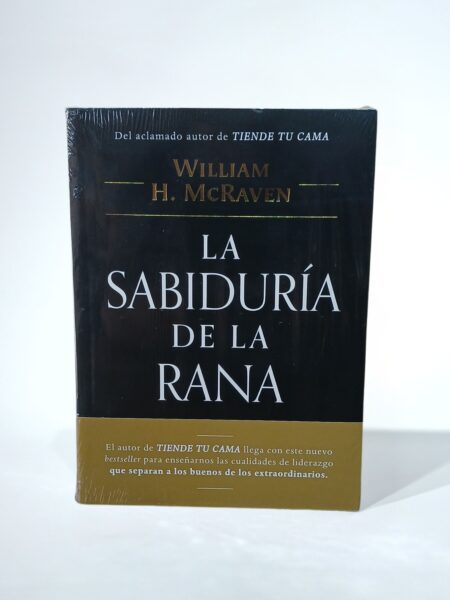 Del aclamado autor de TIENDE TU CAMA
WILLIAM
H. McRAVEN
LA
SABIDURÍA
DE LA
RANA
El autor de TIENDE TU CAMA llega con este nuevo
bestseller para enseñarnos las cualidades de liderazgo
que separan a los buenos de los extraordinarios.